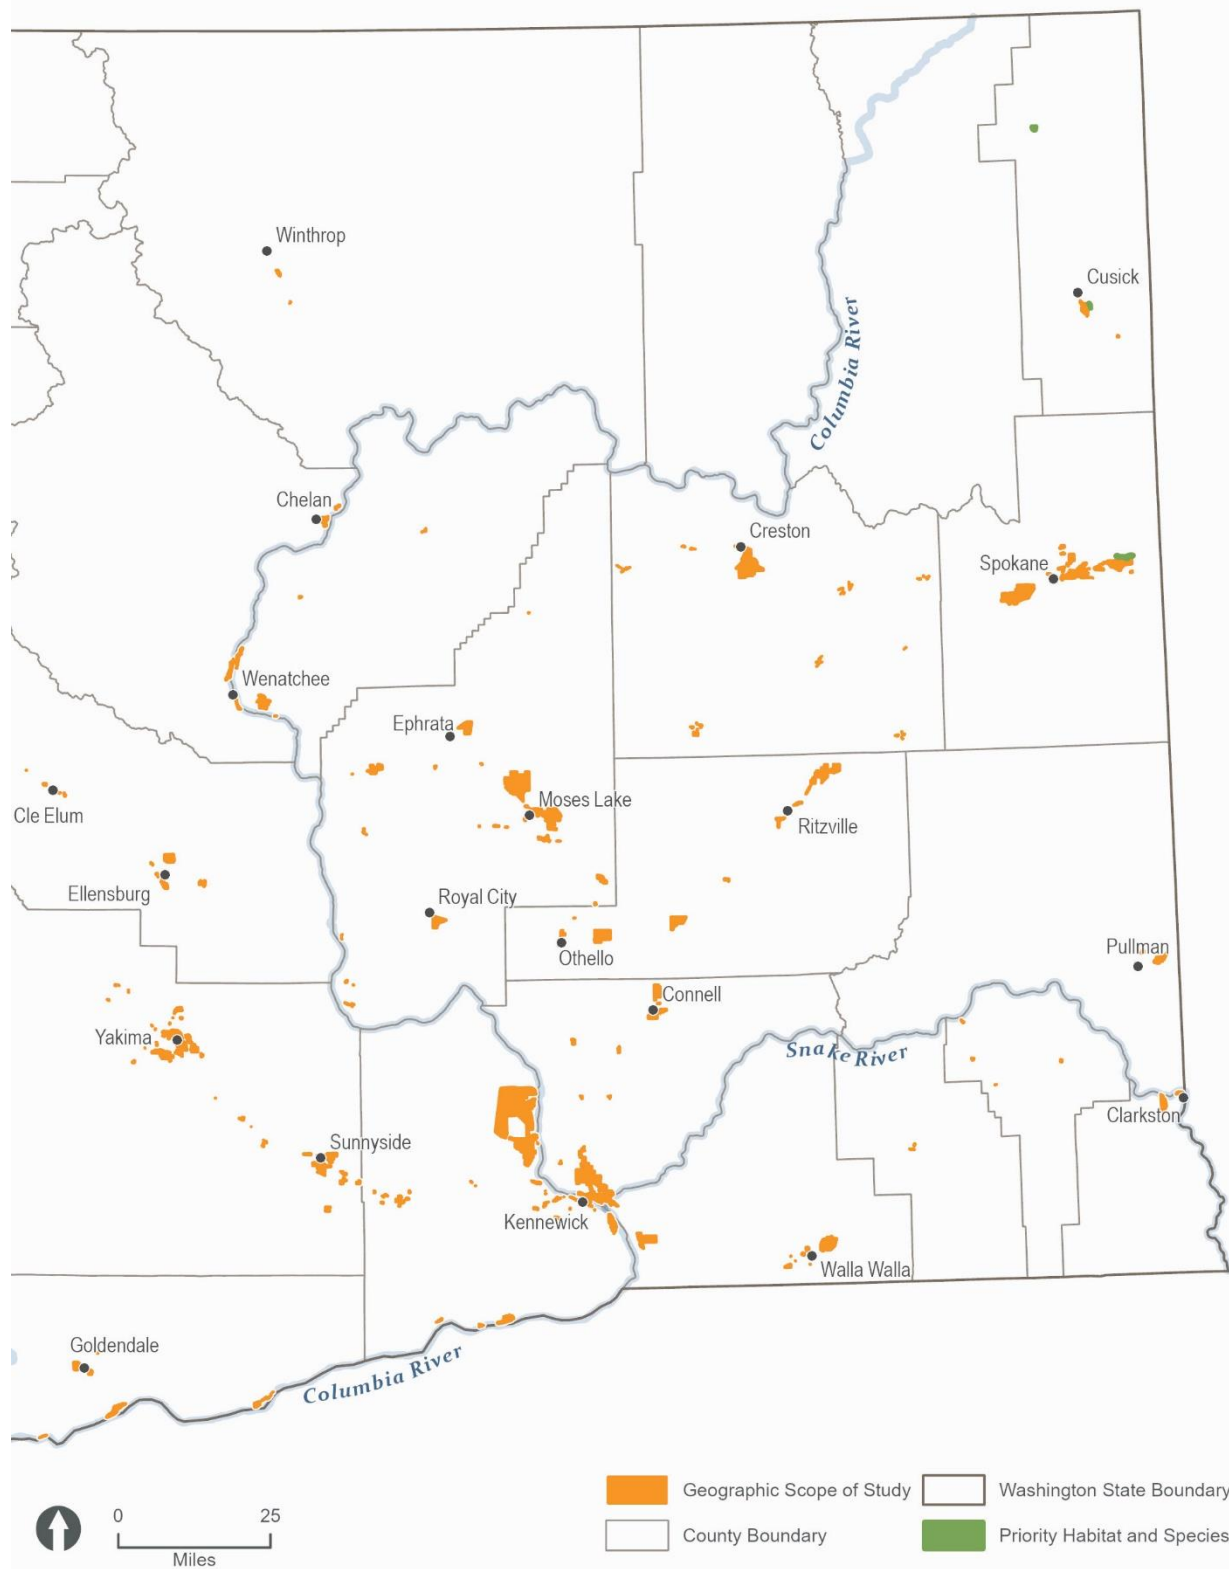 Winthrop
Cusick
Columbia River
Chelan
Creston
Spokane
Wenatchee
Ephrata
Moses Lake
Cle Elum
Ritzville
Ellensburg
Royal City
Othello
Pullman
Connell
Yakima
Snake River
Clarkston
Sunnyside
Kennewick
Walla Walla
Goldendale
Columbia River
0 25
Miles
Geographic Scope of Study
Washington State Boundary
County Boundary
Priority Habitat and Species